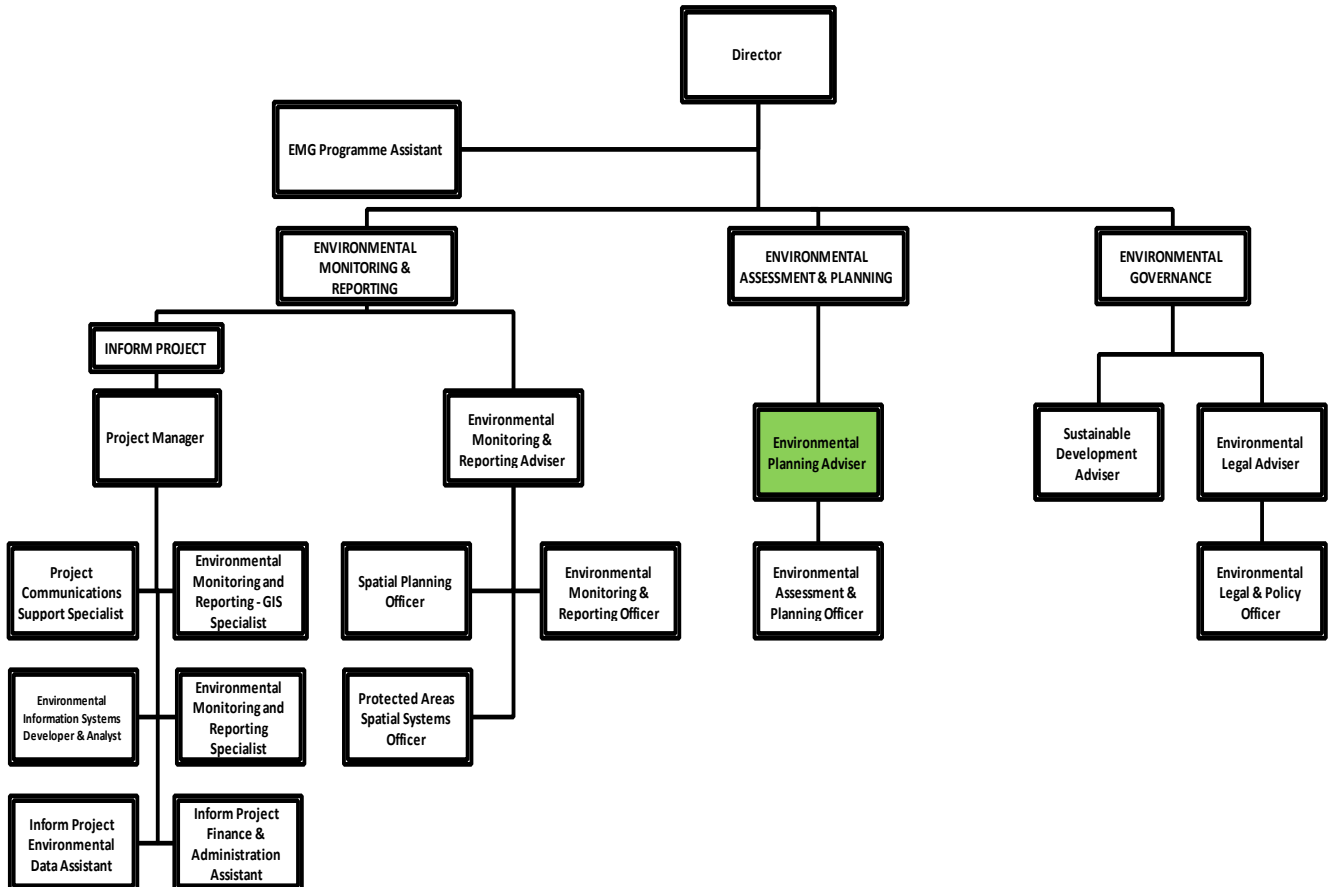 Director
EMG Programme Assistant
ENVIRONMENTAL
MONITORING &
REPORTING
ENVIRONMENTAL
ASSESSMENT & PLANNING
ENVIRONMENTAL
GOVERNANCE
INFORM PROJECT
Project Manager
Environmental
Monitoring &
Reporting Adviser
Environmental
Planning Adviser
Sustainable
Development
Adviser
Environmental
Legal Adviser
Project
Communications
Support Specialist
Environmental
Monitoring and
Reporting - GIS
Specialist
Spatial Planning
Officer
Environmental
Monitoring &
Reporting Officer
Environmental
Assessment &
Planning Officer
Environmental
Legal & Policy
Officer
Environmental
Information Systems
Developer & Analyst
Environmental
Monitoring and
Reporting
Specialist
Protected Areas
Spatial Systems
Officer
Inform Project
Environmental
Data Assistant
Inform Project
Finance &
Administration
Assistant